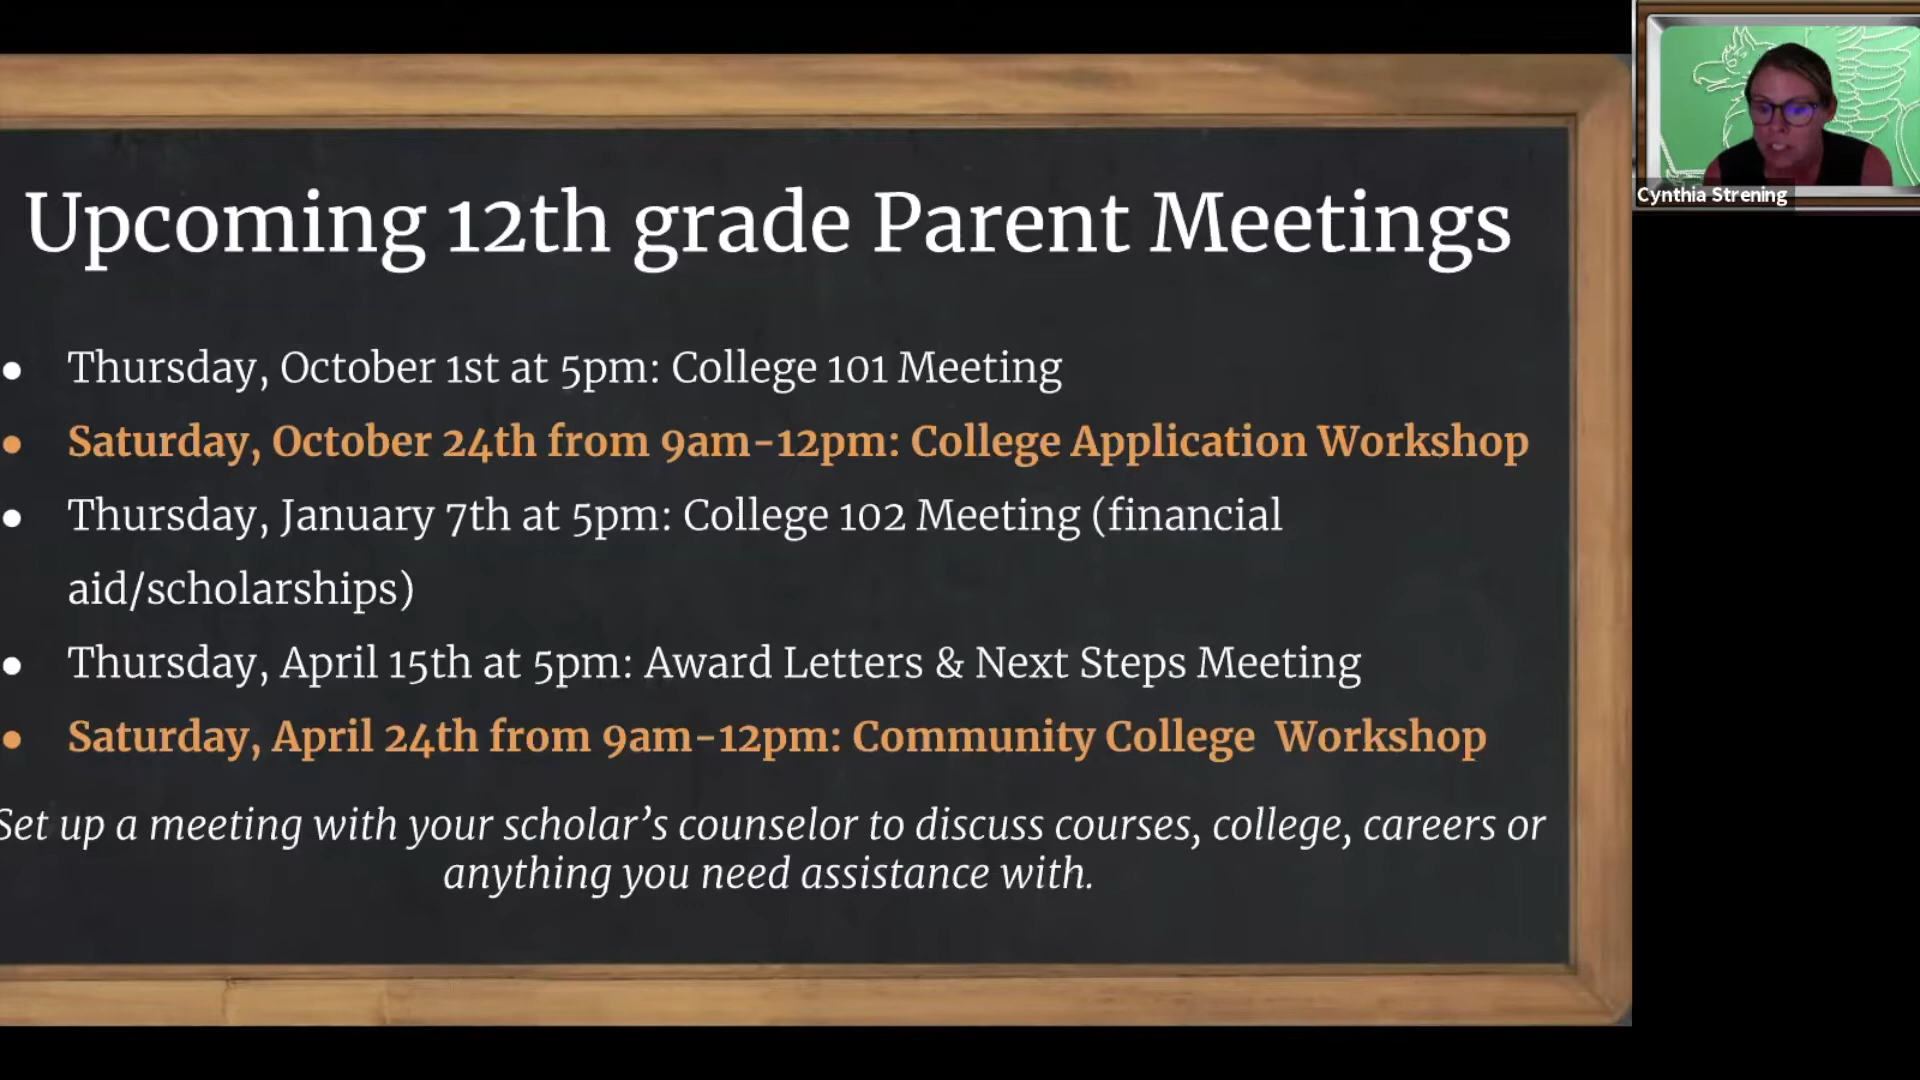 Upcoming 12th grade Parent Meetings
• Thursday, October 1st at 5pm: College 101 Meeting
• Saturday, October 24th from 9am-12pm: College Application Workshop
• Thursday, January 7th at 5pm: College 102 Meeting (financial
aid/scholarships)
• Thursday, April 15th at 5pm: Award Letters & Next Steps Meeting
• Saturday, April 24th from 9am-12pm: Community College Workshop
Set up a meeting with your scholar’s counselor to discuss courses, college, careers or
anything you need assistance with.
Cynthia Strening